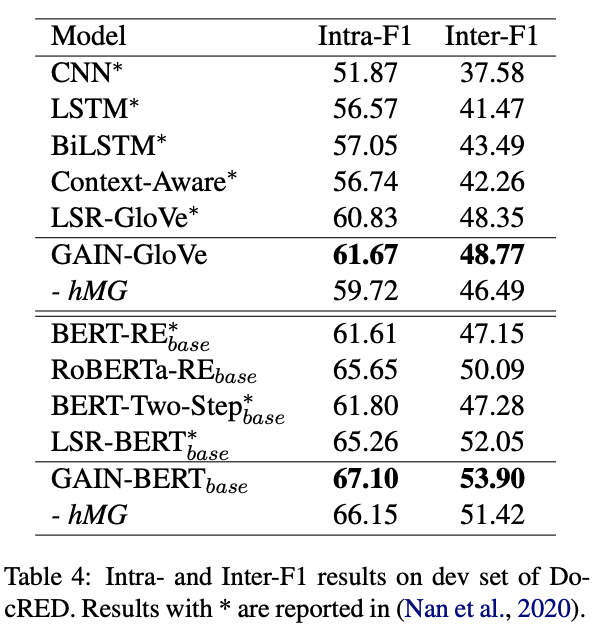 Model Intra-F1 Inter-F1
CNN* 51.87 37.58
LSTM* 56.57 41.47
BiLSTM* 57.05 43.49
Context-Aware* 56.74 42.26
LSR-GloVe* 60.83 48.35
GAIN-GloVe 61.67 48.77
- hMG 59.72 46.49
BERT-RE*base 61.61 47.15
RoBERTa-REbase 65.65 50.09
BERT-Two-Step*base 61.80 47.28
LSR-BERT*base 65.26 52.05
GAIN-BERTbase 67.10 53.90
- hMG 66.15 51.42
Table 4: Intra- and Inter-F1 results on dev set of Do-
cRED. Results with * are reported in (Nan et al., 2020).